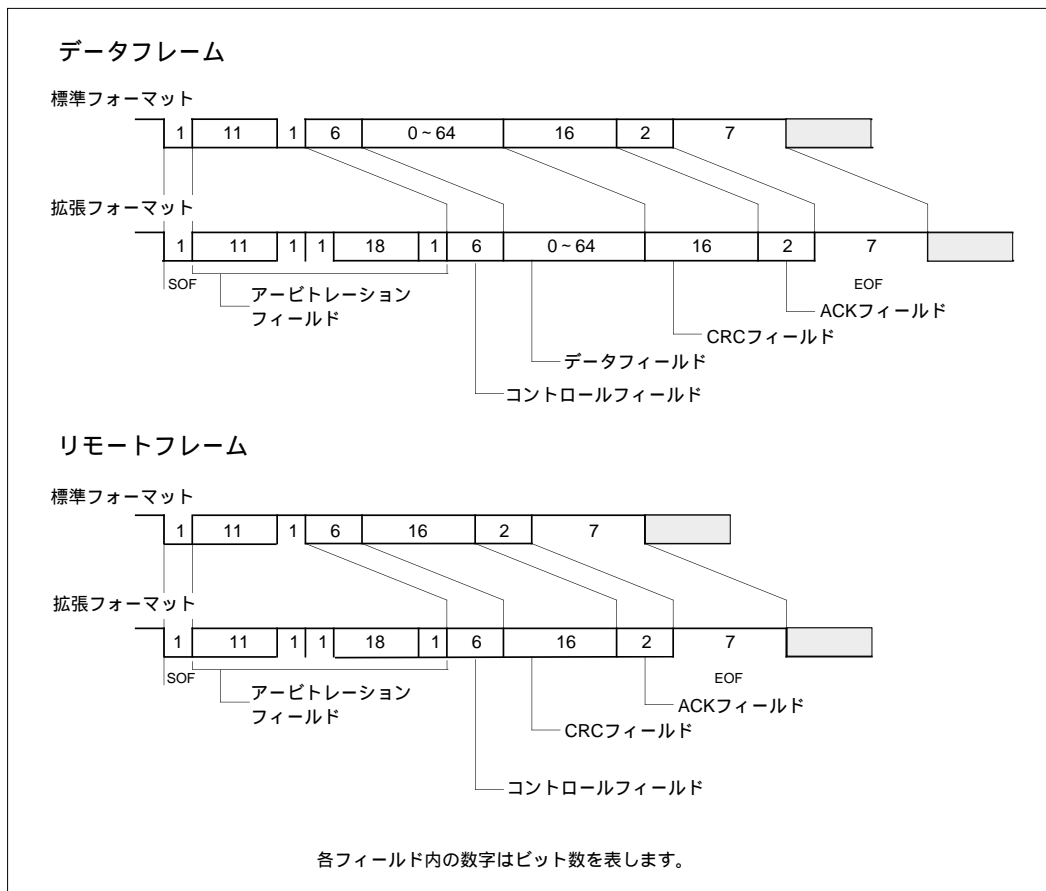 データフレーム
標準フォーマット
1 11 1 6 0~64 16 2 7
拡張フォーマット
1 11 1 1 18 1 6 0~64 16 2 7
SOF
EOF
アービトレーション
フィールド
ACKフィールド
CRCフィールド
データフィールド
コントロールフィールド
リモートフレーム
標準フォーマット
1 11 1 6 16 2 7
拡張フォーマット
1 11 1 1 18 1 6 16 2 7
SOF
EOF
アービトレーション
フィールド
ACKフィールド
CRCフィールド
コントロールフィールド
各フィールド内の数字はビット数を表します。